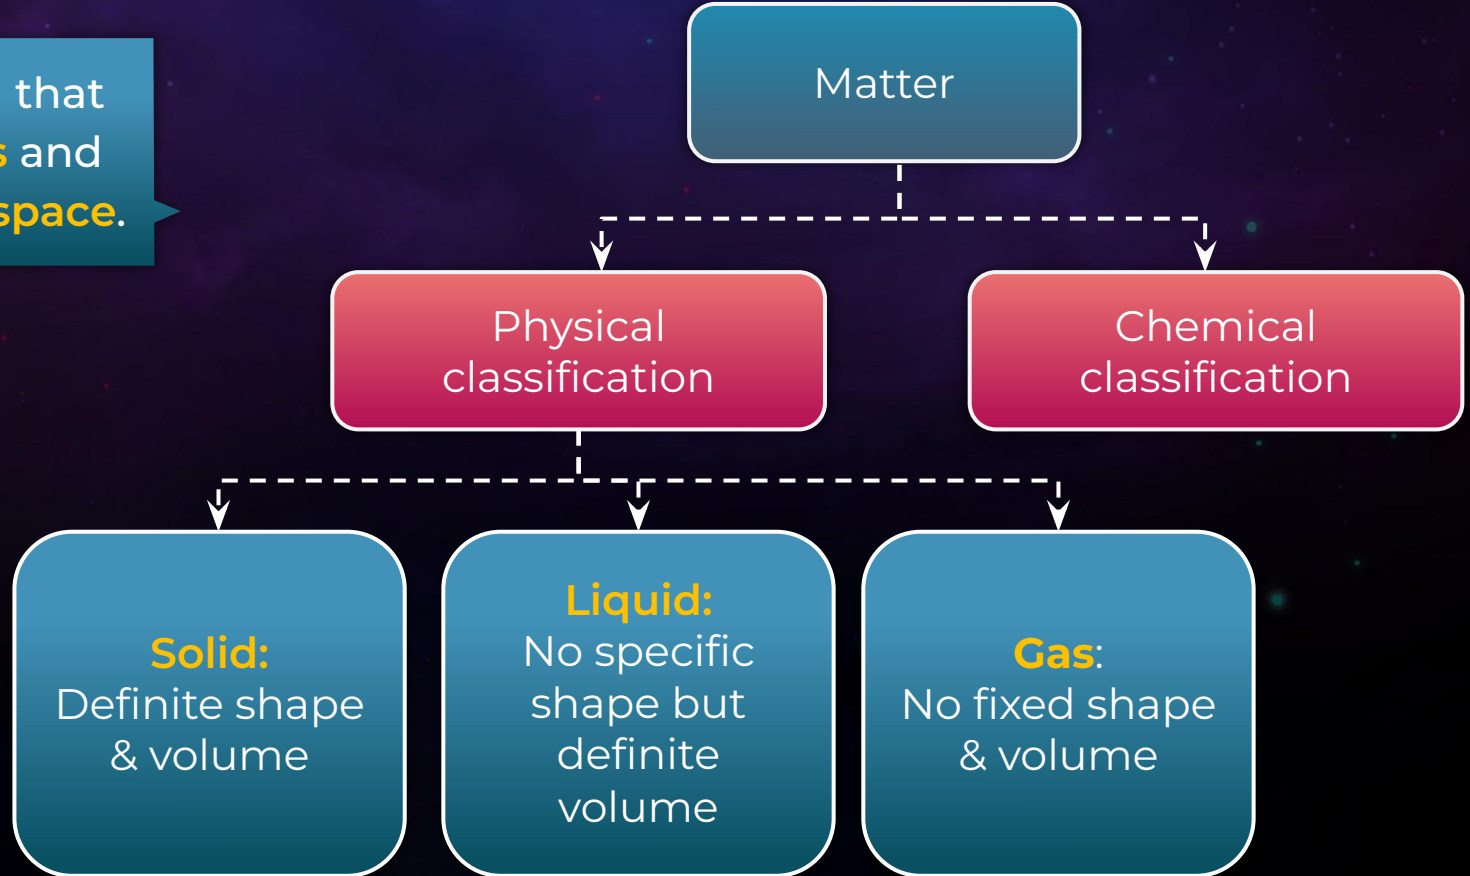 that
and
space.
Matter
Physical
classification
Chemical
classification
Solid:
Definite shape
& volume
Liquid:
No specific
shape but
definite
volume
Gas:
No fixed shape
& volume